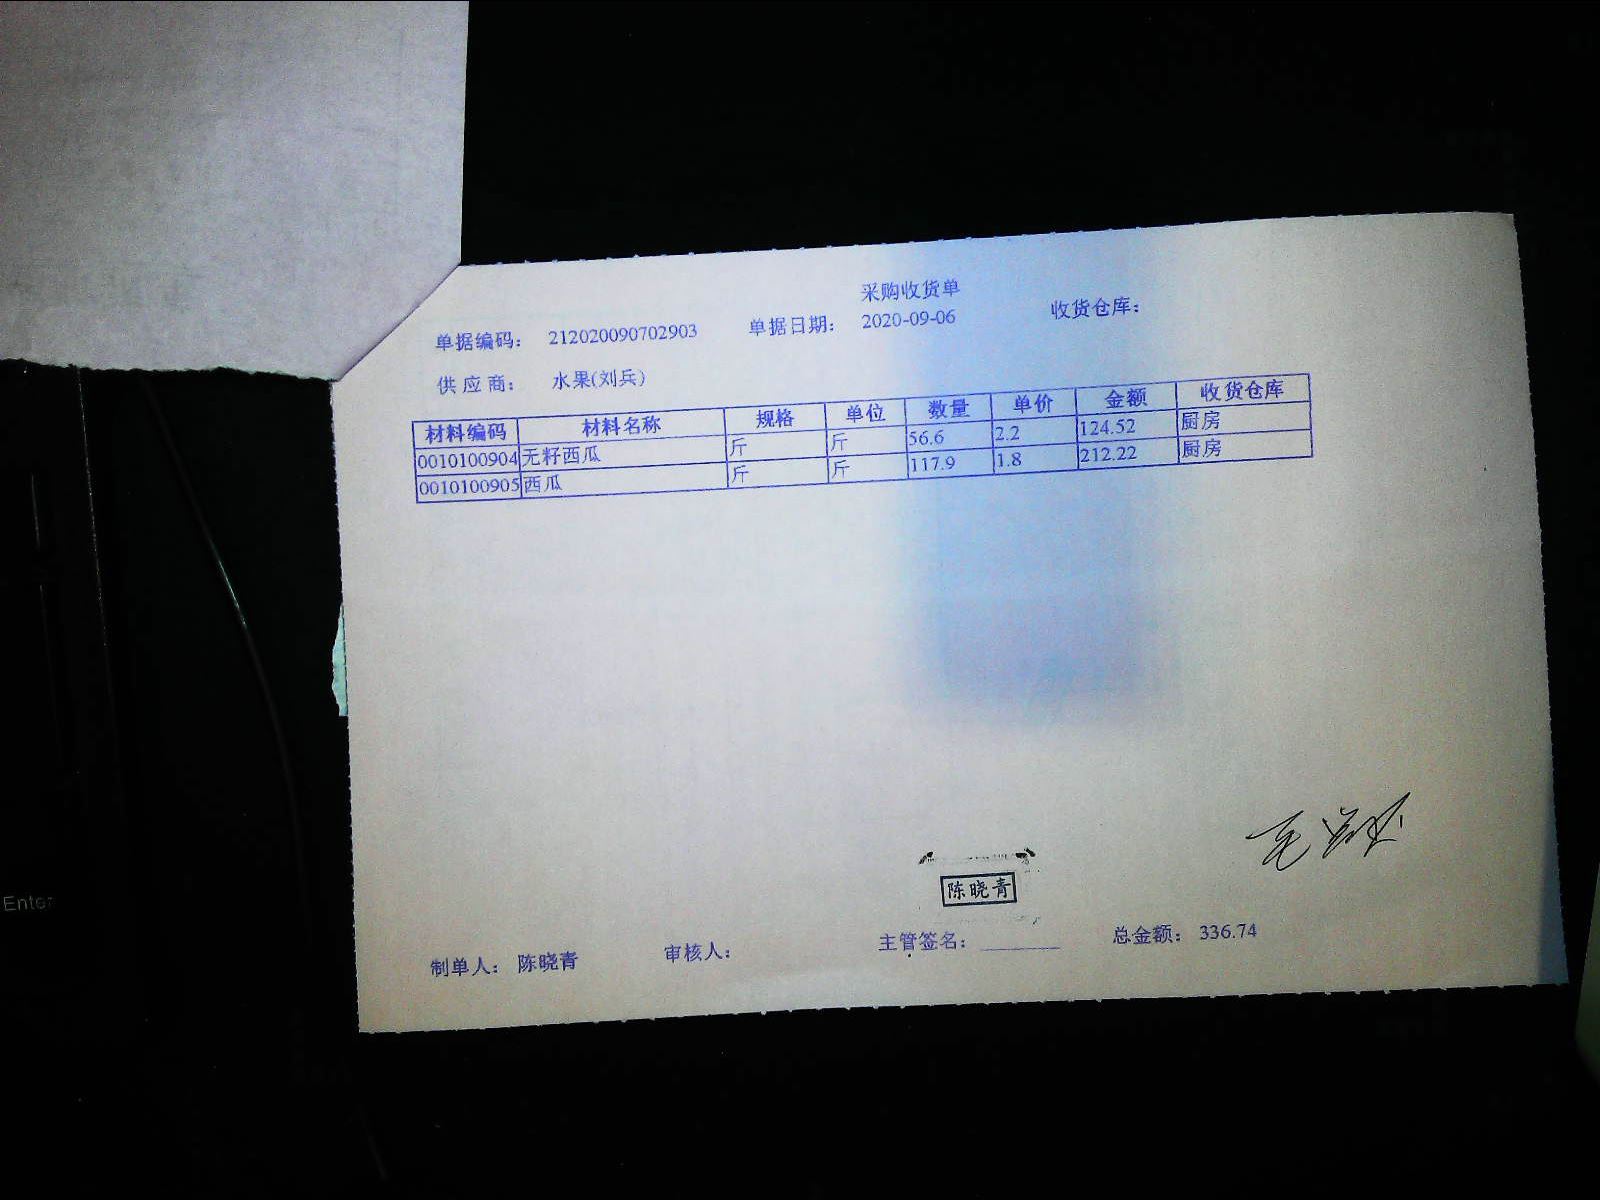 采购收货单
单据编码： 212020090702903 单据日期： 2020-09-06 收货仓库：
供 应 商： 水果(刘兵)
材料编码 材料名称 规格 单位 数量 单价 金额 收货仓库
0010100904 无籽西瓜 斤 斤 56.6 2.2 124.52 厨房
0010100905 西瓜 斤 斤 117.9 1.8 212.22 厨房
陈晓青
制单人： 陈晓青 审核人： 主管签名： ________ 总金额： 336.74
Enter